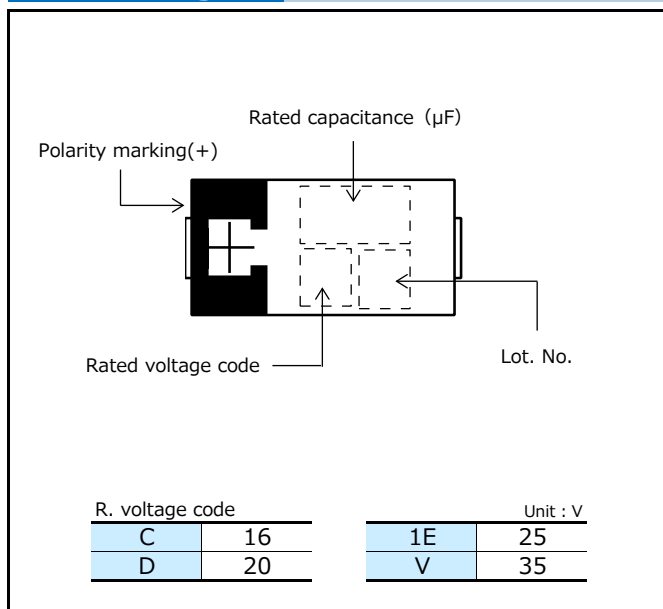 Rated capacitance（μF）
Polarity marking(+)
Rated voltage code
Lot. No.
R. voltage code
Unit : V
C 16 1E 25
D 20 V 35